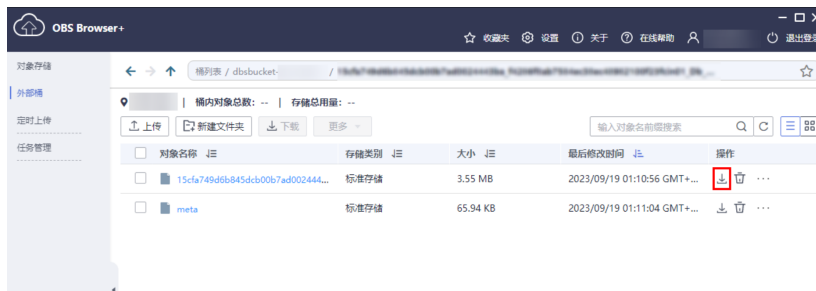 OBS Browser+
收藏夹 设置 关于 在线帮助 退出登录
对象存储
外部桶
定时上传
任务管理
桶列表 / dbsbucket- /
| 桶内对象总数: -- | 存储总用量: --
上传 新建文件夹 下载 更多 输入对象名前缀搜索
对象名称 存储类别 大小 最后修改时间 操作
15cfa749d6b845dcb00b7ad002444... 标准存储 3.55 MB 2023/09/19 01:10:56 GMT+... ···
meta 标准存储 65.94 KB 2023/09/19 01:11:04 GMT+... ···